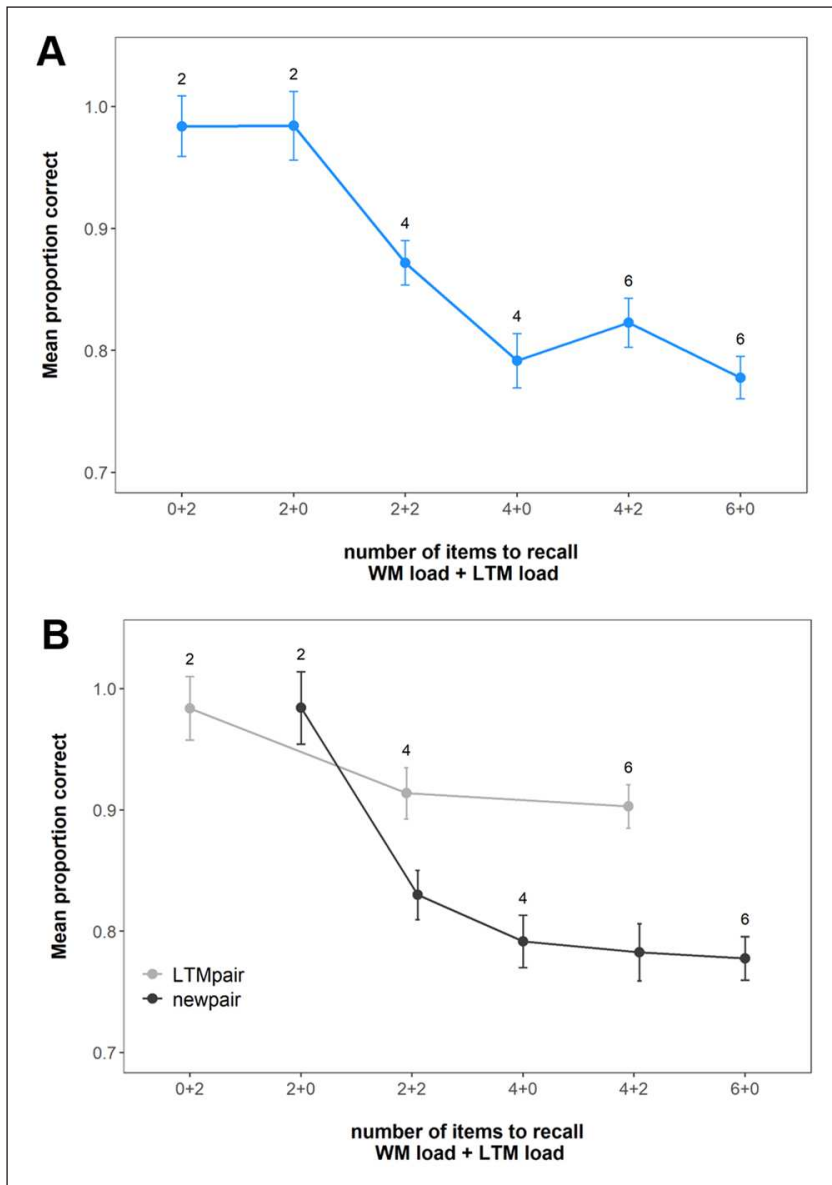 A
2
2
4
4
6
6
Mean proportion correct
1.0
0.9
0.8
0.7
0+2 2+0 2+2 4+0 4+2 6+0
number of items to recall
WM load + LTM load
B
2
2
4
4
6
6
Mean proportion correct
1.0
0.9
0.8
0.7
LTMpair
newpair
0+2 2+0 2+2 4+0 4+2 6+0
number of items to recall
WM load + LTM load